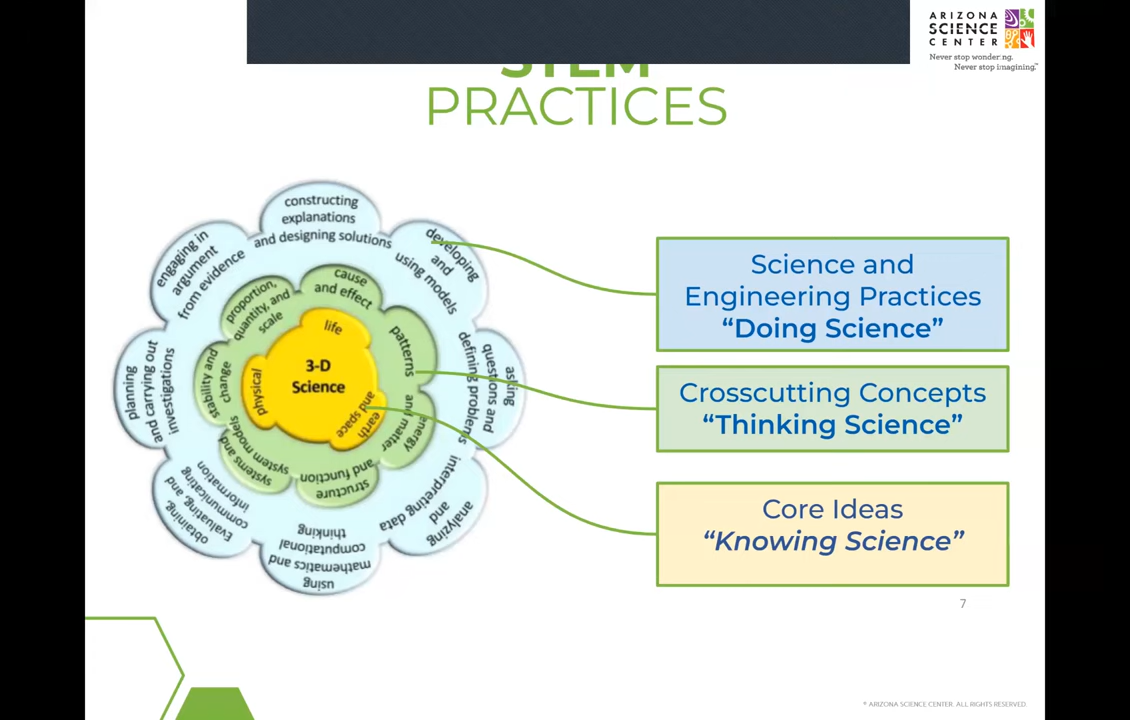 ARIZONA
SCIENCE
CENTER
Never stop wondering.
Never stop imagining.™
STEM
PRACTICES
constructing
explanations
and designing solutions
developing
and
using models
asking
questions and
defining problems
analyzing
and
interpreting data
using
mathematics and
computational
thinking
obtaining,
Evaluating, and
communicating
information
planning
and carrying out
investigations
engaging in
argument
from evidence
cause
and effect
patterns
energy
and matter
structure
and function
systems and
system models
stability and
change
proportion,
quantity, and
scale
life
earth
and space
physical
3-D
Science
Science and
Engineering Practices
“Doing Science”
Crosscutting Concepts
“Thinking Science”
Core Ideas
“Knowing Science”
7
® ARIZONA SCIENCE CENTER. ALL RIGHTS RESERVED.